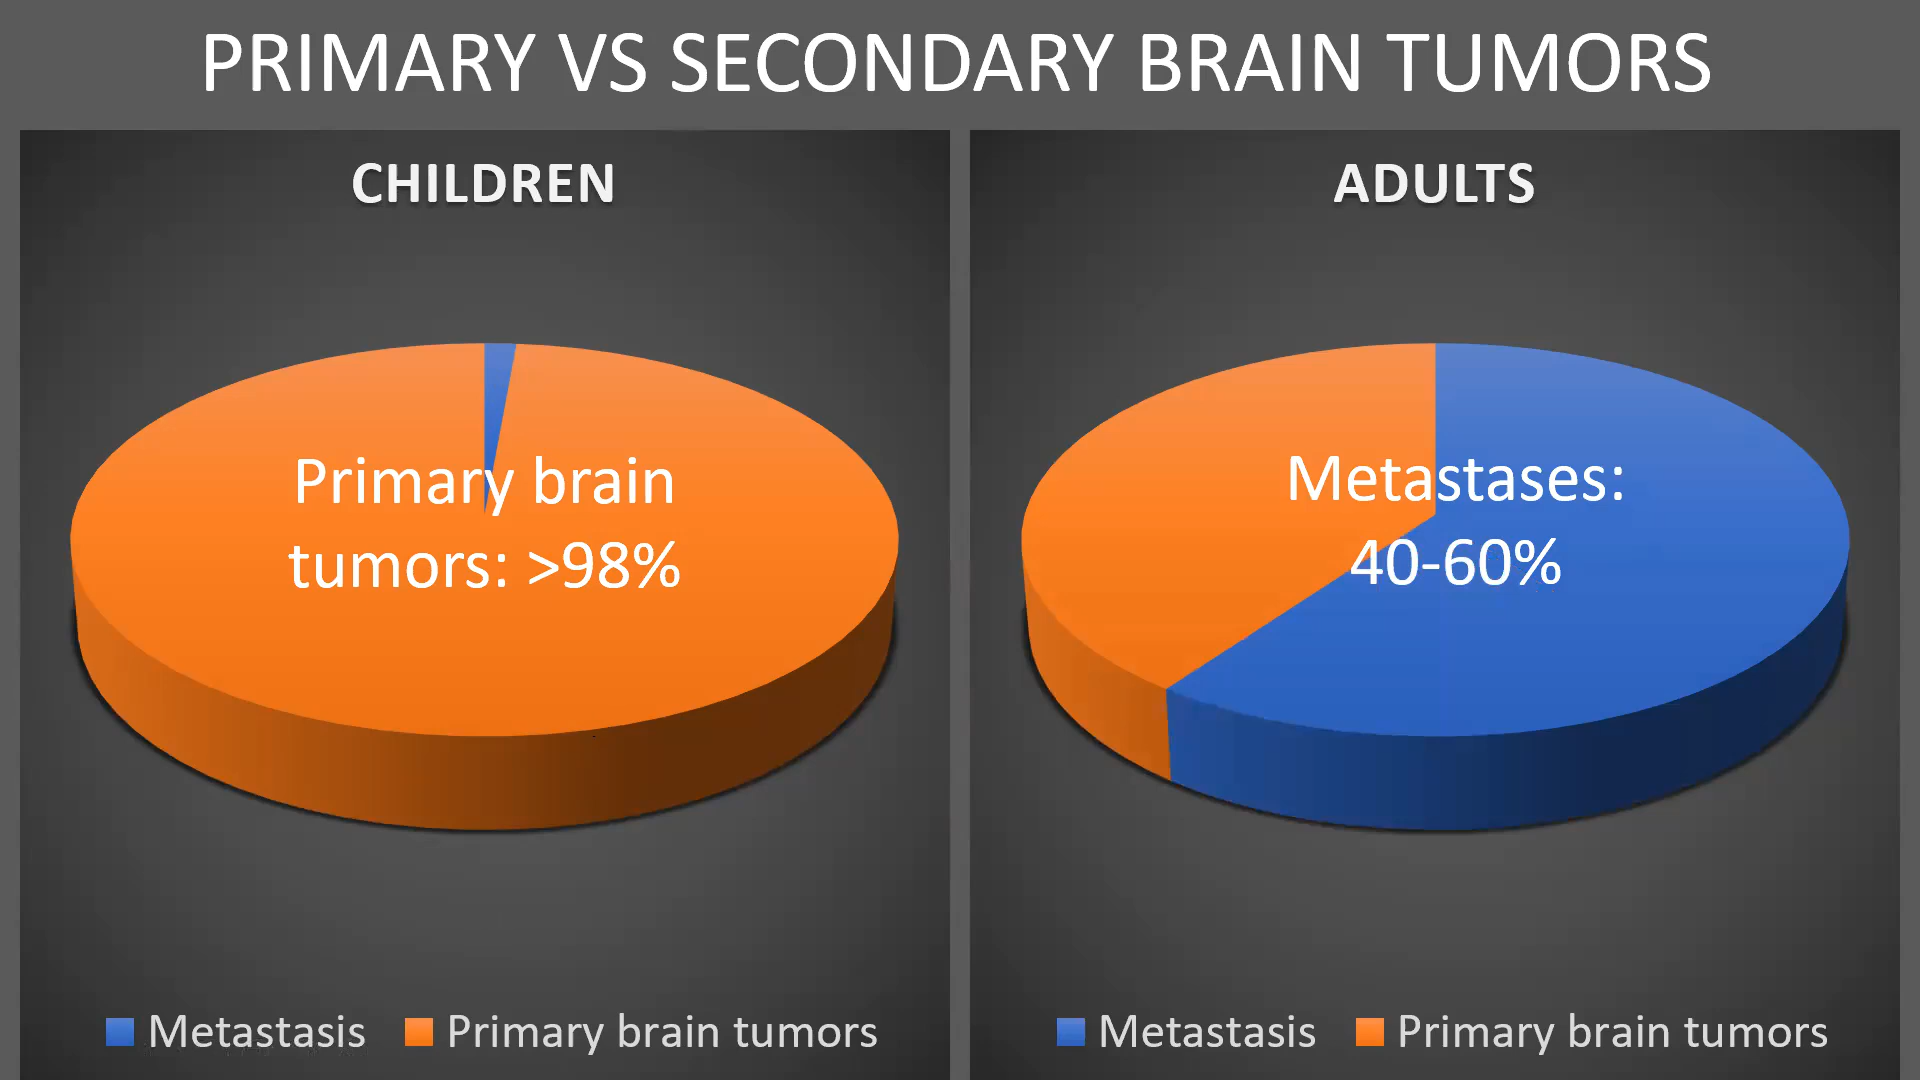 PRIMARY VS SECONDARY BRAIN TUMORS
CHILDREN
Primary brain
tumors: >98%
Metastasis
Primary brain tumors
ADULTS
Metastases:
40-60%
Metastasis
Primary brain tumors